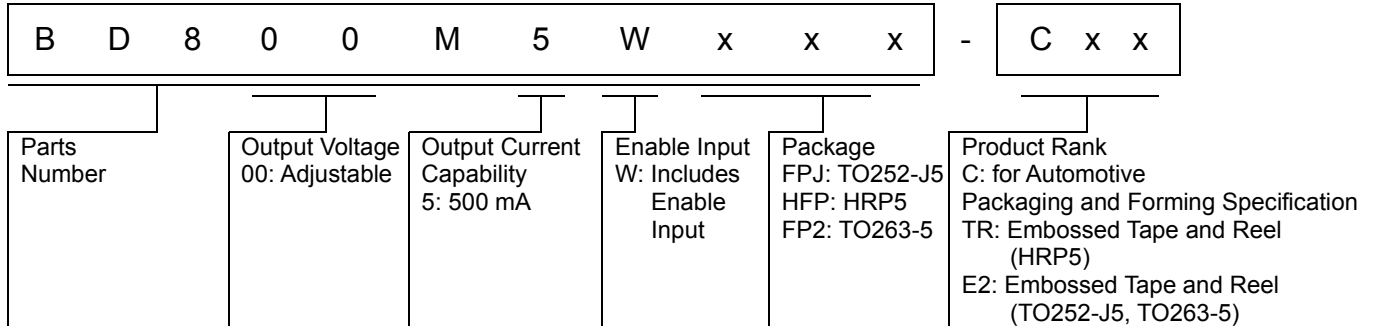 B D 8 0 0 M 5 W x x x - C x x
Parts
Number
Output Voltage
00: Adjustable
Output Current
Capability
5: 500 mA
Enable Input
W: Includes
Enable
Input
Package
FPJ: TO252-J5
HFP: HRP5
FP2: TO263-5
Product Rank
C: for Automotive
Packaging and Forming Specification
TR: Embossed Tape and Reel
(HRP5)
E2: Embossed Tape and Reel
(TO252-J5, TO263-5)